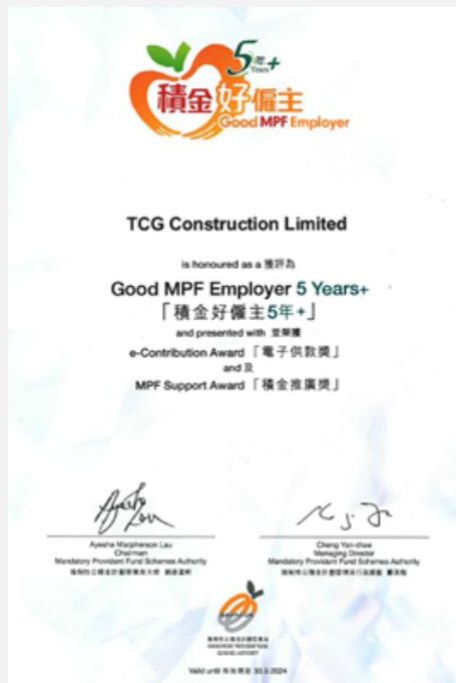 5年+
Years
積金好僱主
Good MPF Employer
TCG Construction Limited
is honoured as a 獲評為
Good MPF Employer 5 Years+
「積金好僱主5年+」
and presented with 並榮獲
e-Contribution Award「電子供款獎」
and 及
MPF Support Award「積金推廣獎」
Ayesha Macpherson Lau
Chairman
Mandatory Provident Fund Schemes Authority
Cheng Yan-chee
Managing Director
Mandatory Provident Fund Schemes Authority
Valid until 有效期至 30.9.2024